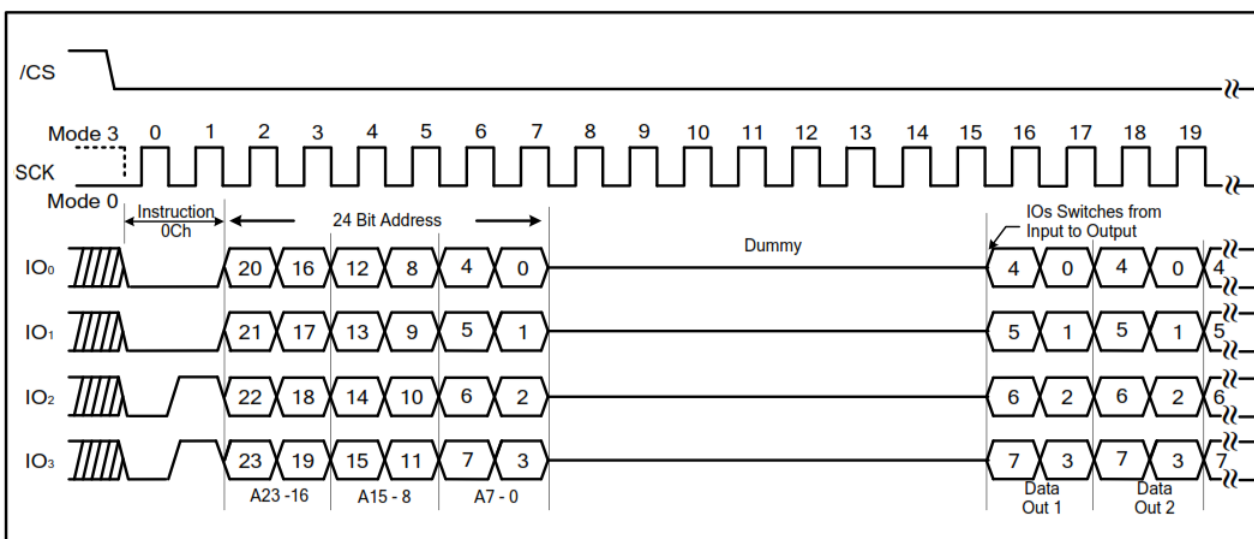 /CS
Mode 3 0 1 2 3 4 5 6 7 8 9 10 11 12 13 14 15 16 17 18 19
SCK
Mode 0
Instruction
0Ch
24 Bit Address
Dummy
IOs Switches from
Input to Output
IO0 20 16 12 8 4 0 4 0 4 0 4
IO1 21 17 13 9 5 1 5 1 5 1 5
IO2 22 18 14 10 6 2 6 2 6 2 6
IO3 23 19 15 11 7 3 7 3 7 3 7
A23 -16 A15 - 8 A7 - 0
Data
Out 1
Data
Out 2